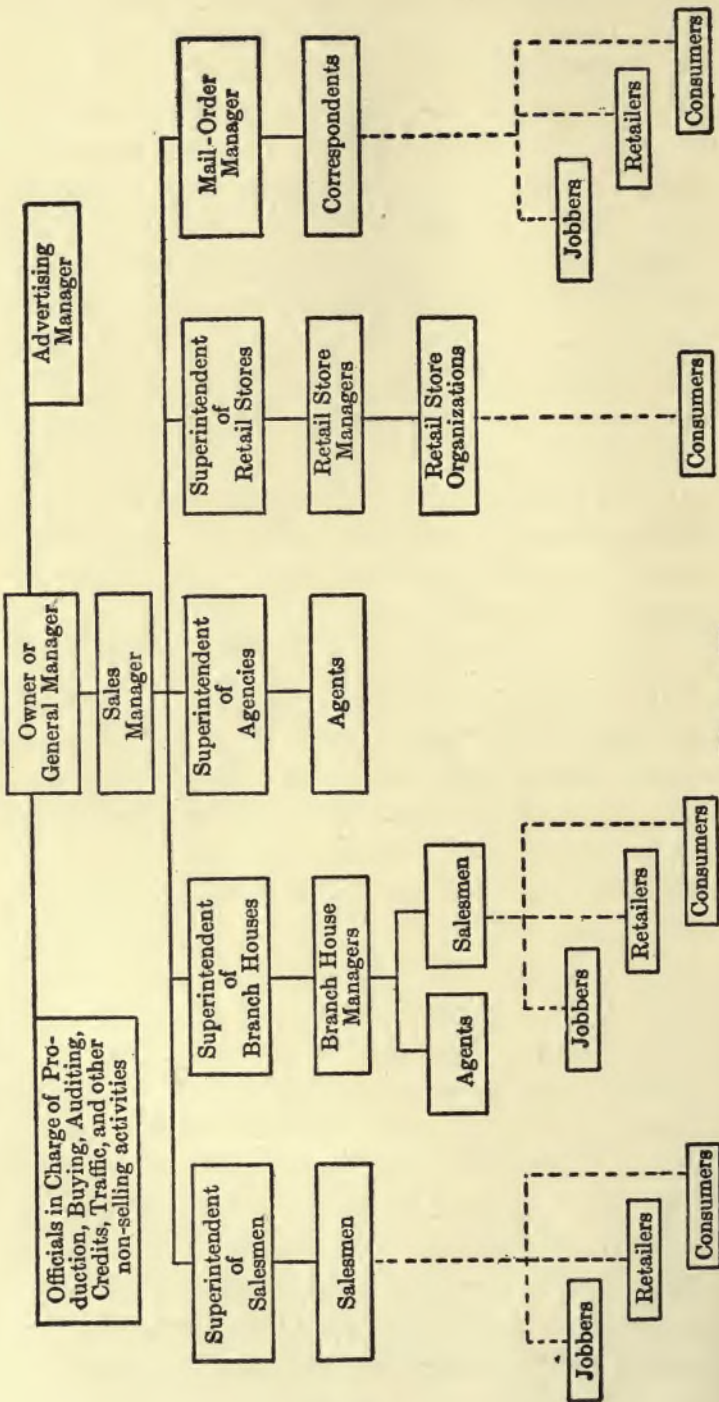 Owner or
General Manager
Officials in Charge of Pro-
duction, Buying, Auditing,
Credits, Traffic, and other
non-selling activities
Advertising
Manager
Sales
Manager
Superintendent
of
Salesmen
Superintendent
of
Branch Houses
Superintendent
of
Agencies
Superintendent
of
Retail Stores
Mail-Order
Manager
Salesmen
Branch House
Managers
Agents
Retail Store
Managers
Correspondents
Agents
Salesmen
Retail Store
Organizations
Jobbers
Retailers
Consumers
Jobbers
Retailers
Consumers
Consumers
Jobbers
Retailers
Consumers